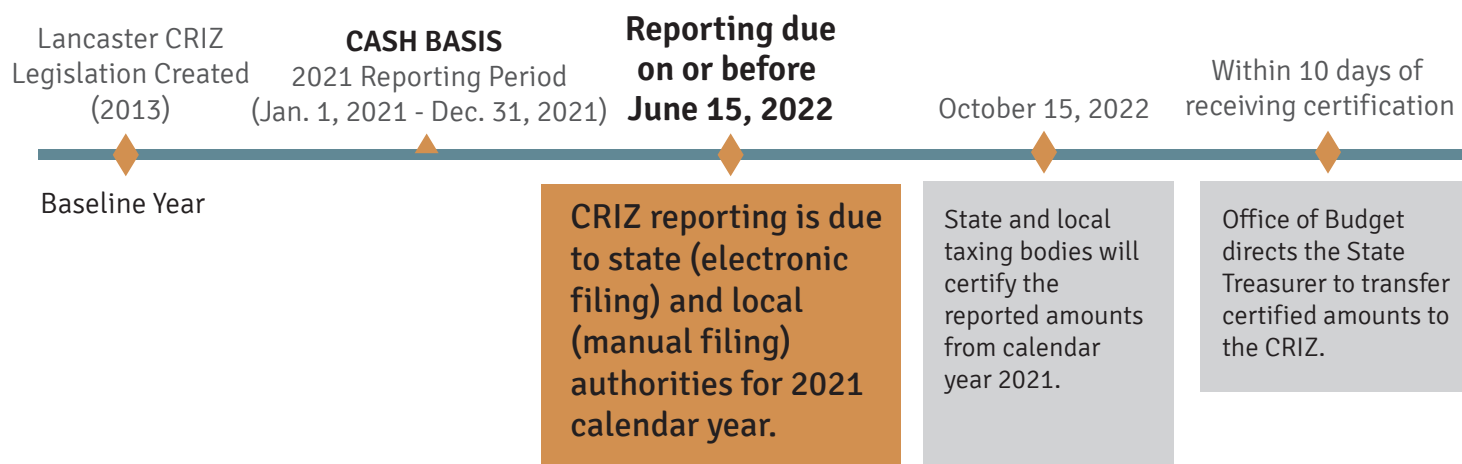 Lancaster CRIZ
Legislation Created
(2013)
Baseline Year
CASH BASIS
2021 Reporting Period
(Jan. 1, 2021 - Dec. 31, 2021)
Reporting due
on or before
June 15, 2022
CRIZ reporting is due
to state (electronic
filing) and local
(manual filing)
authorities for 2021
calendar year.
October 15, 2022
State and local
taxing bodies will
certify the
reported amounts
from calendar
year 2021.
Within 10 days of
receiving certification
Office of Budget
directs the State
Treasurer to transfer
certified amounts to
the CRIZ.